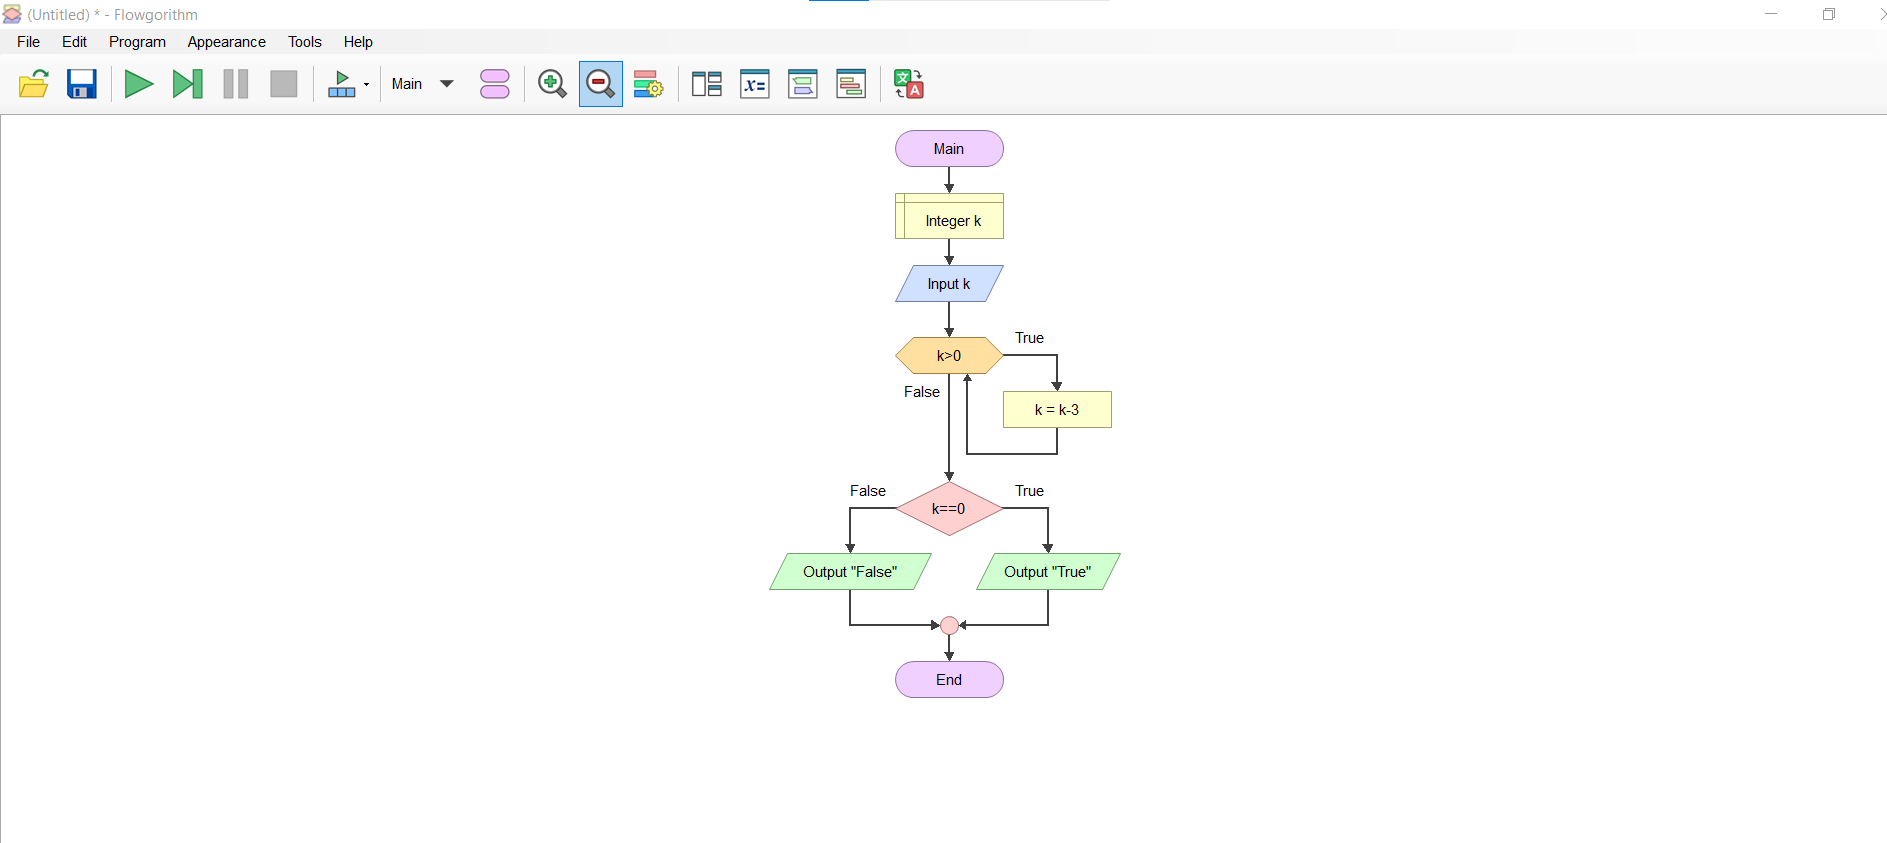 (Untitled) * - Flowgorithm
File Edit Program Appearance Tools Help
Main
x=
文
A
Main
Integer k
Input k
k>0
True
False
k = k-3
k==0
False
True
Output "False"
Output "True"
End